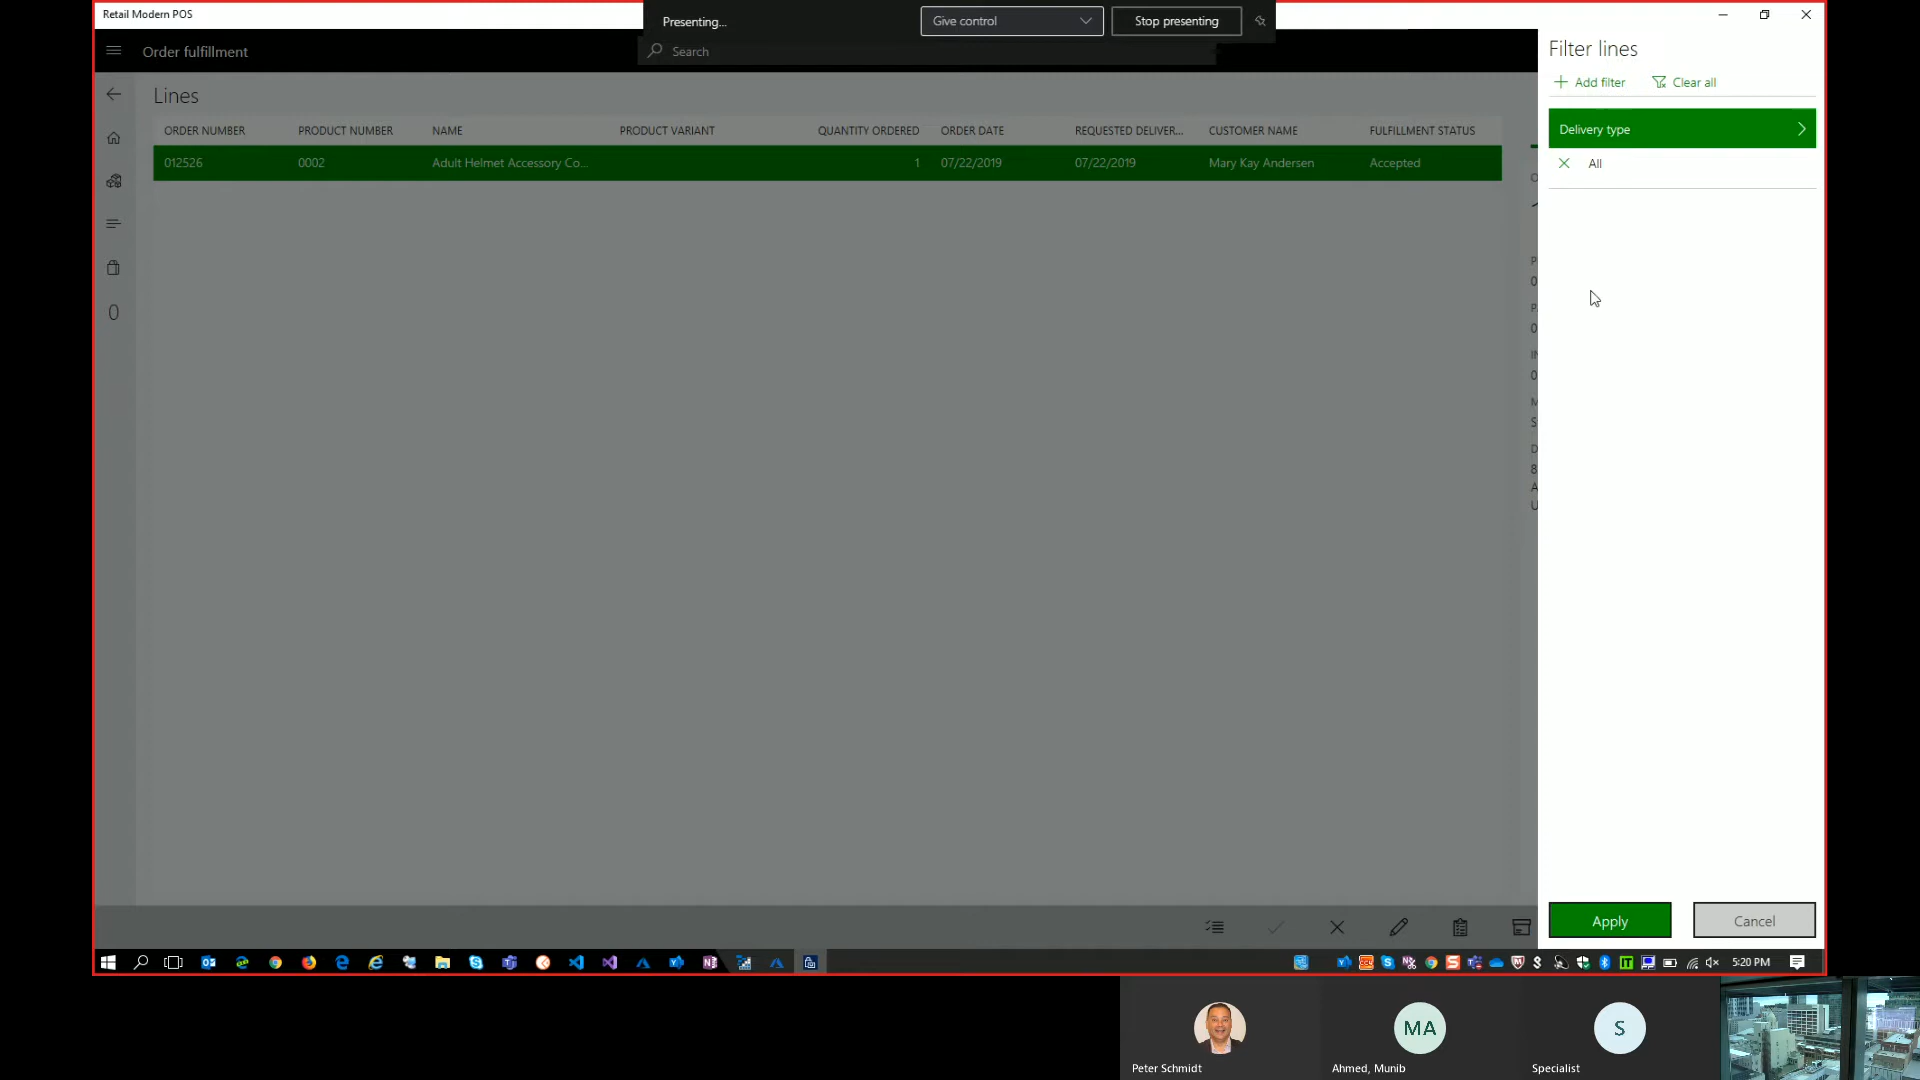 Retail Modern POS
Presenting...
Give control
Stop presenting
Order fulfillment
Search
Filter lines
Add filter
Clear all
Lines
ORDER NUMBER PRODUCT NUMBER NAME PRODUCT VARIANT QUANTITY ORDERED ORDER DATE REQUESTED DELIVER... CUSTOMER NAME FULFILLMENT STATUS
012526 0002 Adult Helmet Accessory Co... 1 07/22/2019 07/22/2019 Mary Kay Andersen Accepted
Delivery type
All
0
Apply
Cancel
5:20 PM
MA
S
Peter Schmidt
Ahmed, Munib
Specialist